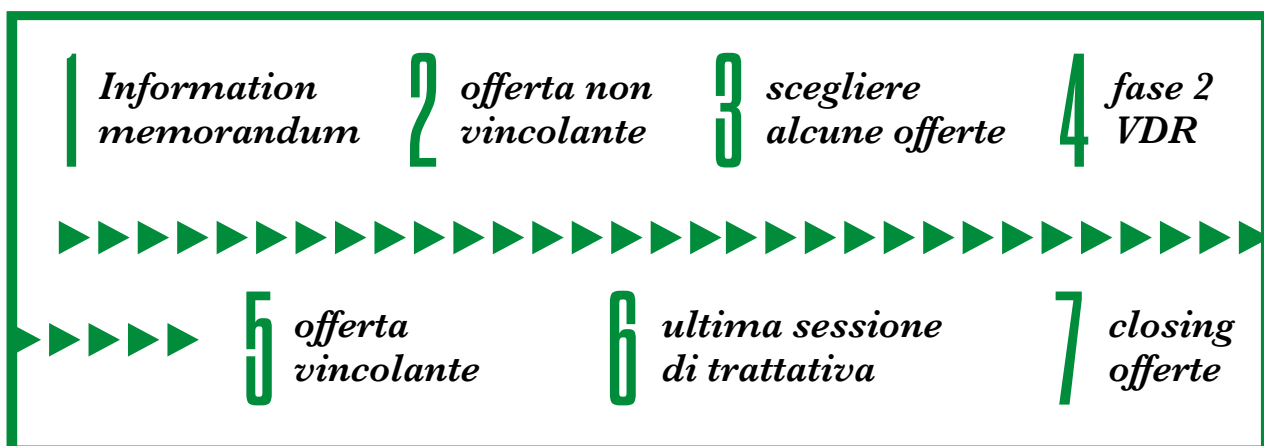 1 Information
memorandum
2 offerta non
vincolante
3 scegliere
alcune offerte
4 fase 2
VDR
5 offerta
vincolante
6 ultima sessione
di trattativa
7 closing
offerte